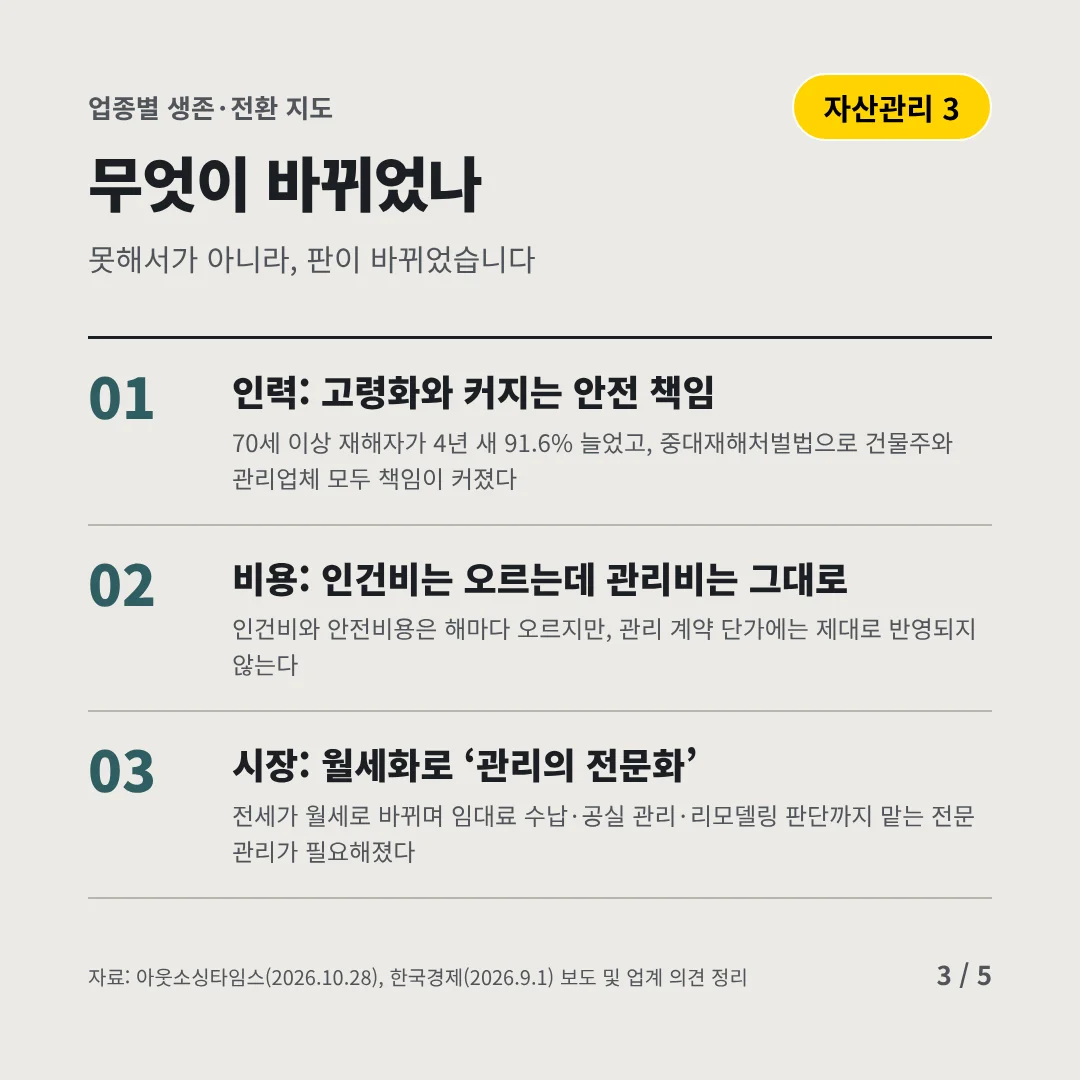 업종별 생존·전환 지도
자산관리 3
무엇이 바뀌었나
못해서가 아니라, 판이 바뀌었습니다
01
인력: 고령화와 커지는 안전 책임
70세 이상 재해자가 4년 새 91.6% 늘었고, 중대재해처벌법으로 건물주와
관리업체 모두 책임이 커졌다
02
비용: 인건비는 오르는데 관리비는 그대로
인건비와 안전비용은 해마다 오르지만, 관리 계약 단가에는 제대로 반영되지
않는다
03
시장: 월세화로 ‘관리의 전문화’
전세가 월세로 바뀌며 임대료 수납·공실 관리·리모델링 판단까지 맡는 전문
관리가 필요해졌다
자료: 아웃소싱타임스(2026.10.28), 한국경제(2026.9.1) 보도 및 업계 의견 정리
3 / 5